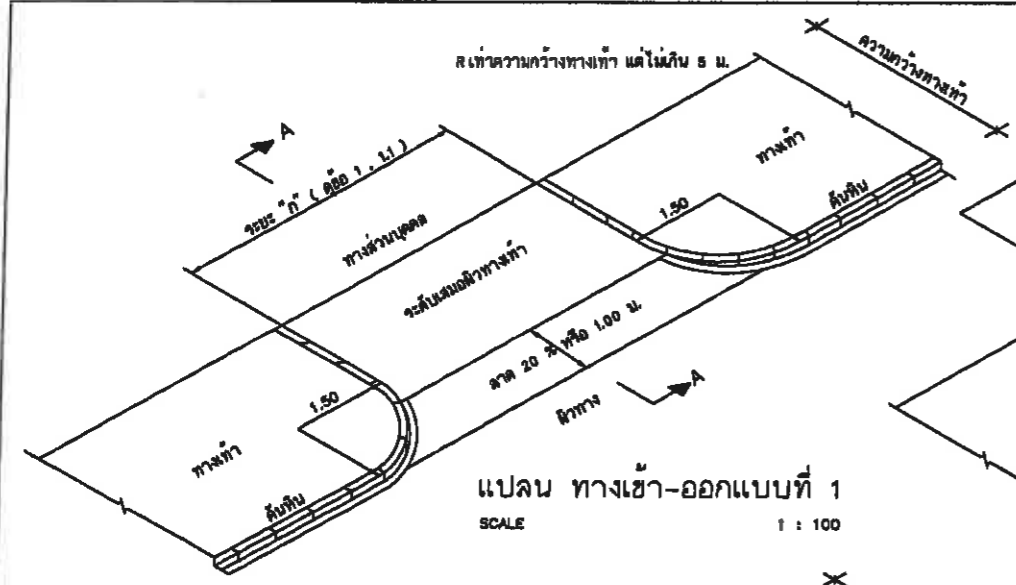 R เท่าความกว้างทางเท้า แต่ไม่เกิน 5 ม.
ความกว้างทางเท้า
A
ระยะ "ก" ( ดูข้อ 1 , 1.1 )
ทางเท้า
คันหิน
1.50
ทางส่วนบุคคล
ระดับเสมอผิวทางเท้า
ลาด 20 % หรือ 1.00 ม.
A
ผิวทาง
1.50
ทางเท้า
คันหิน
แปลน ทางเข้า-ออกแบบที่ 1
SCALE 1 : 100